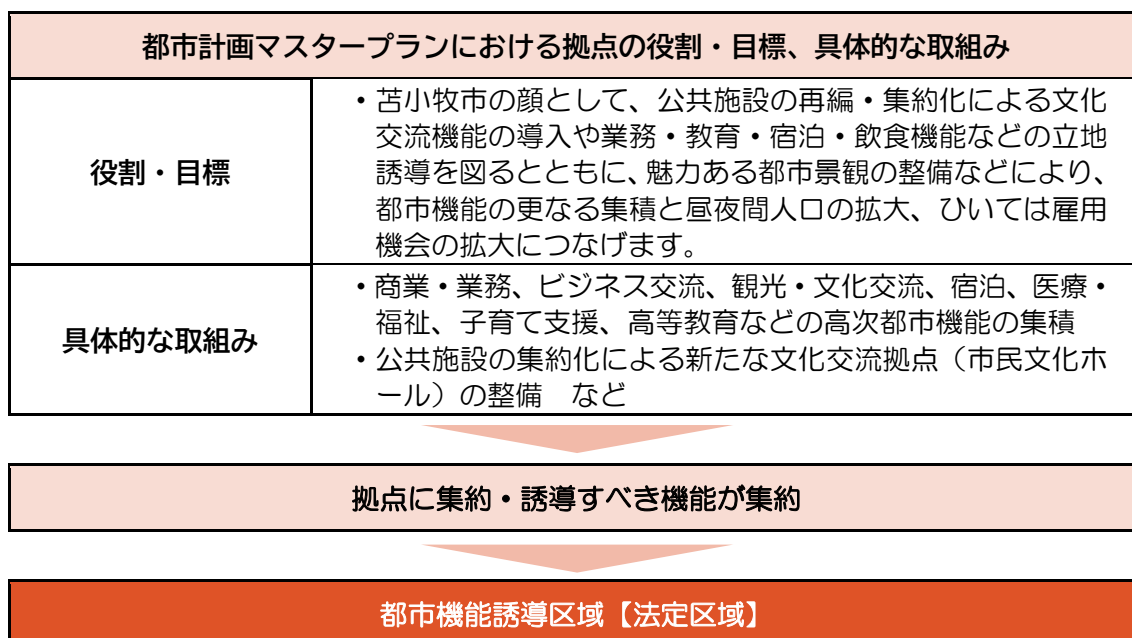 都市計画マスタープランにおける拠点の役割・目標、具体的な取組み
役割・目標
・苫小牧市の顔として、公共施設の再編・集約化による文化
交流機能の導入や業務・教育・宿泊・飲食機能などの立地
誘導を図るとともに、魅力ある都市景観の整備などにより、
都市機能の更なる集積と昼夜間人口の拡大、ひいては雇用
機会の拡大につなげます。
具体的な取組み
・商業・業務、ビジネス交流、観光・文化交流、宿泊、医療・
福祉、子育て支援、高等教育などの高次都市機能の集積
・公共施設の集約化による新たな文化交流拠点（市民文化ホ
ール）の整備　など
拠点に集約・誘導すべき機能が集約
都市機能誘導区域【法定区域】